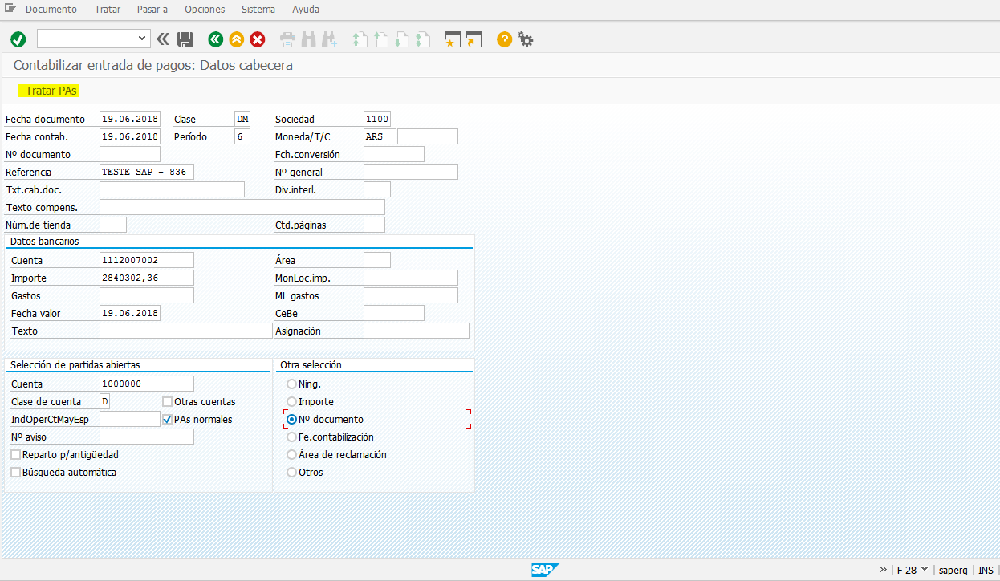 Documento Tratar Pasar a Opciones Sistema Ayuda
Contabilizar entrada de pagos: Datos cabecera
Tratar PAs
Fecha documento 19.06.2018 Clase DM Sociedad 1100
Fecha contab. 19.06.2018 Período 6 Moneda/T/C ARS
Nº documento Fch.conversión
Referencia TESTE SAP - 836 Nº general
Txt.cab.doc. Div.interl.
Texto compens.
Núm.de tienda Ctd.páginas
Datos bancarios
Cuenta 1112007002 Área
Importe 2840302,36 MonLoc.imp.
Gastos ML gastos
Fecha valor 19.06.2018 CeBe
Texto Asignación
Selección de partidas abiertas Otra selección
Cuenta 1000000 Ning.
Clase de cuenta D Otras cuentas Importe
IndOperCtMayEsp PAs normales Nº documento
Nº aviso Fe.contabilización
Reparto p/antigüedad Área de reclamación
Búsqueda automática Otros
SAP F-28 saperq INS